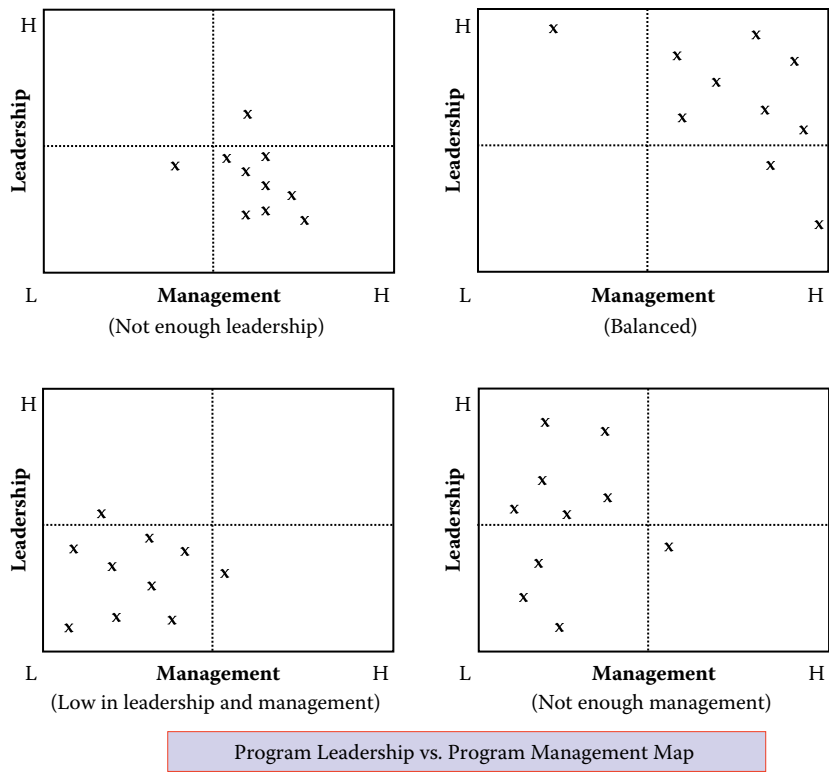 H
Leadership
L
Management
H
(Not enough leadership)
H
Leadership
L
Management
H
(Balanced)
H
Leadership
L
Management
H
(Low in leadership and management)
H
Leadership
L
Management
H
(Not enough management)
Program Leadership vs. Program Management Map